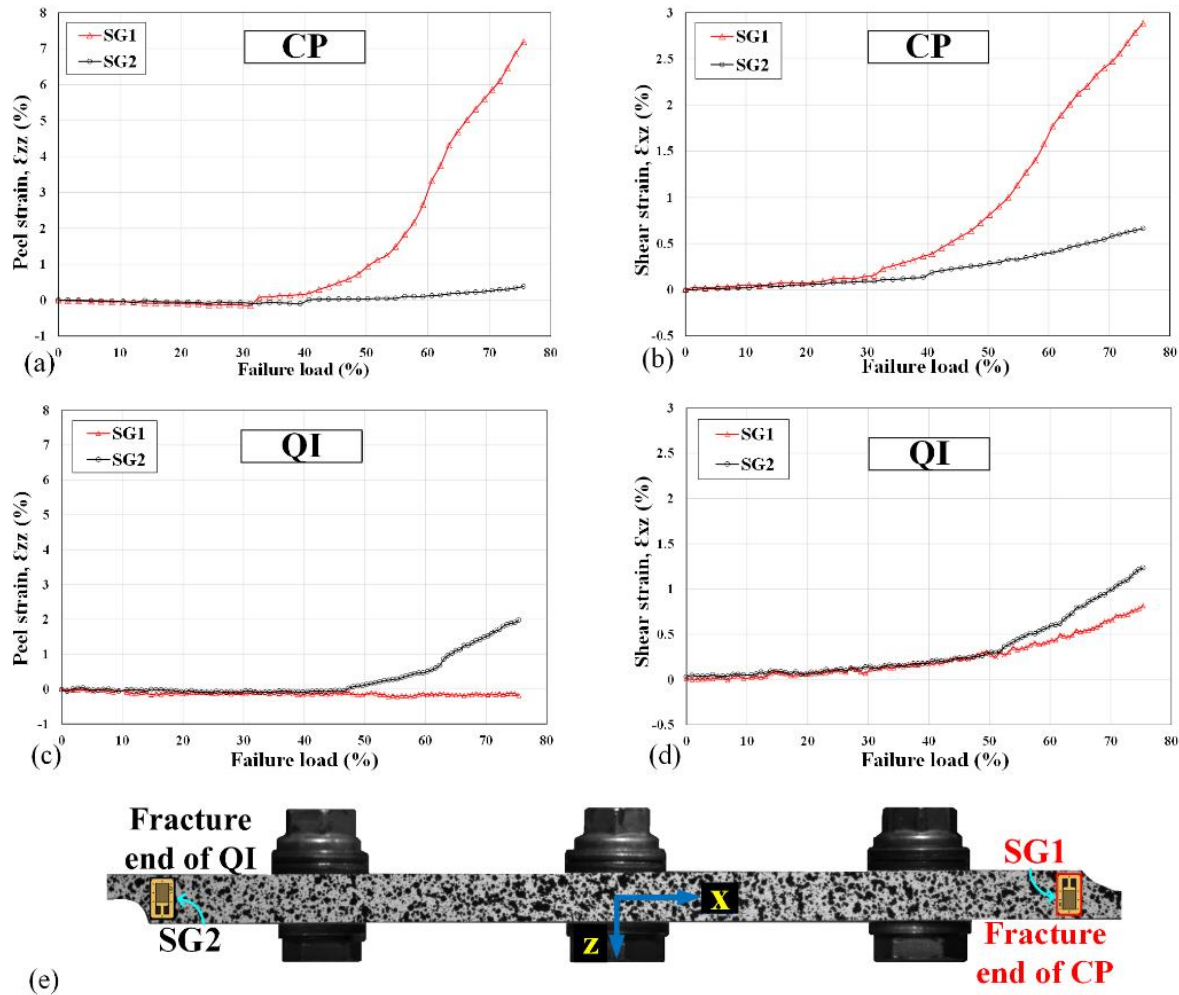 CP
SG1
SG2
Peel strain, Ɛzz (%)
8
7
6
5
4
3
2
1
0
-1
0 10 20 30 40 50 60 70 80
Failure load (%)
(a)
CP
SG1
SG2
Shear strain, Ɛxz (%)
3
2.5
2
1.5
1
0.5
0
-0.5
0 10 20 30 40 50 60 70 80
Failure load (%)
(b)
QI
SG1
SG2
Peel strain, Ɛzz (%)
8
7
6
5
4
3
2
1
0
-1
0 10 20 30 40 50 60 70 80
Failure load (%)
(c)
QI
SG1
SG2
Shear strain, Ɛxz (%)
3
2.5
2
1.5
1
0.5
0
-0.5
0 10 20 30 40 50 60 70 80
Failure load (%)
(d)
Fracture
end of QI
SG2
X
z
SG1
Fracture
end of CP
(e)